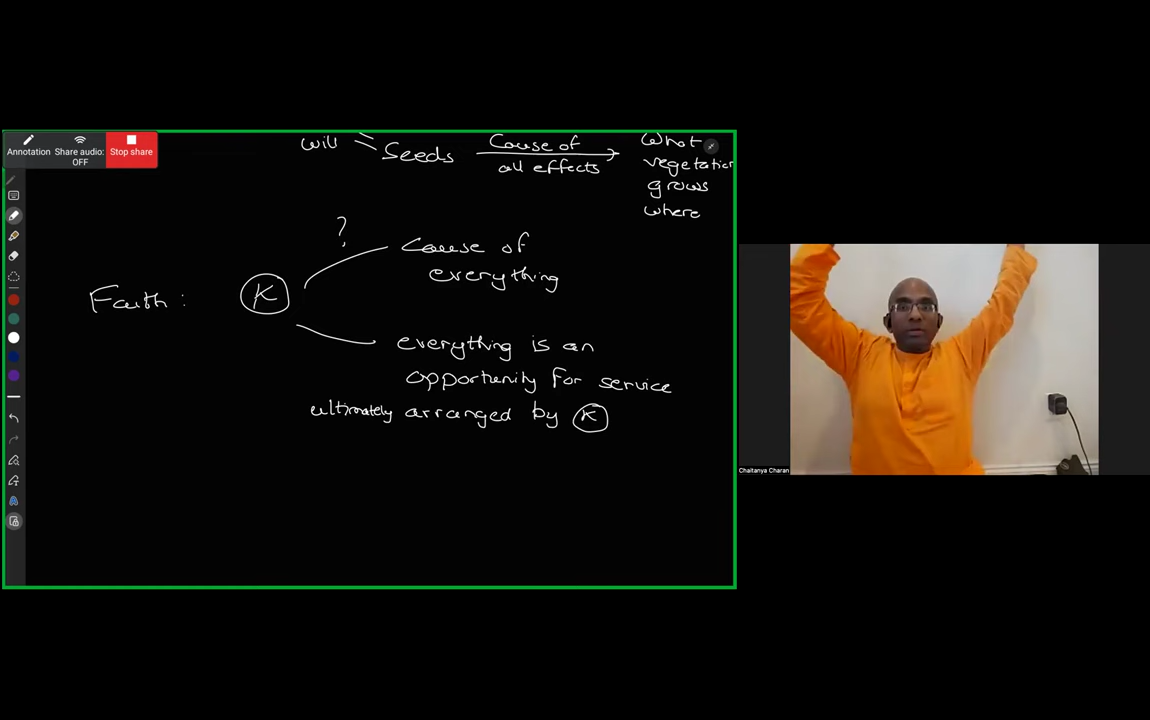 Annotation
Share audio:
OFF
Stop share
will
Seeds
Cause of
all effects
What
vegetation
grows
where
?
Cause of
everything
Faith :
K
everything is an
opportunity for service
ultimately arranged by K
Chaitanya Charan